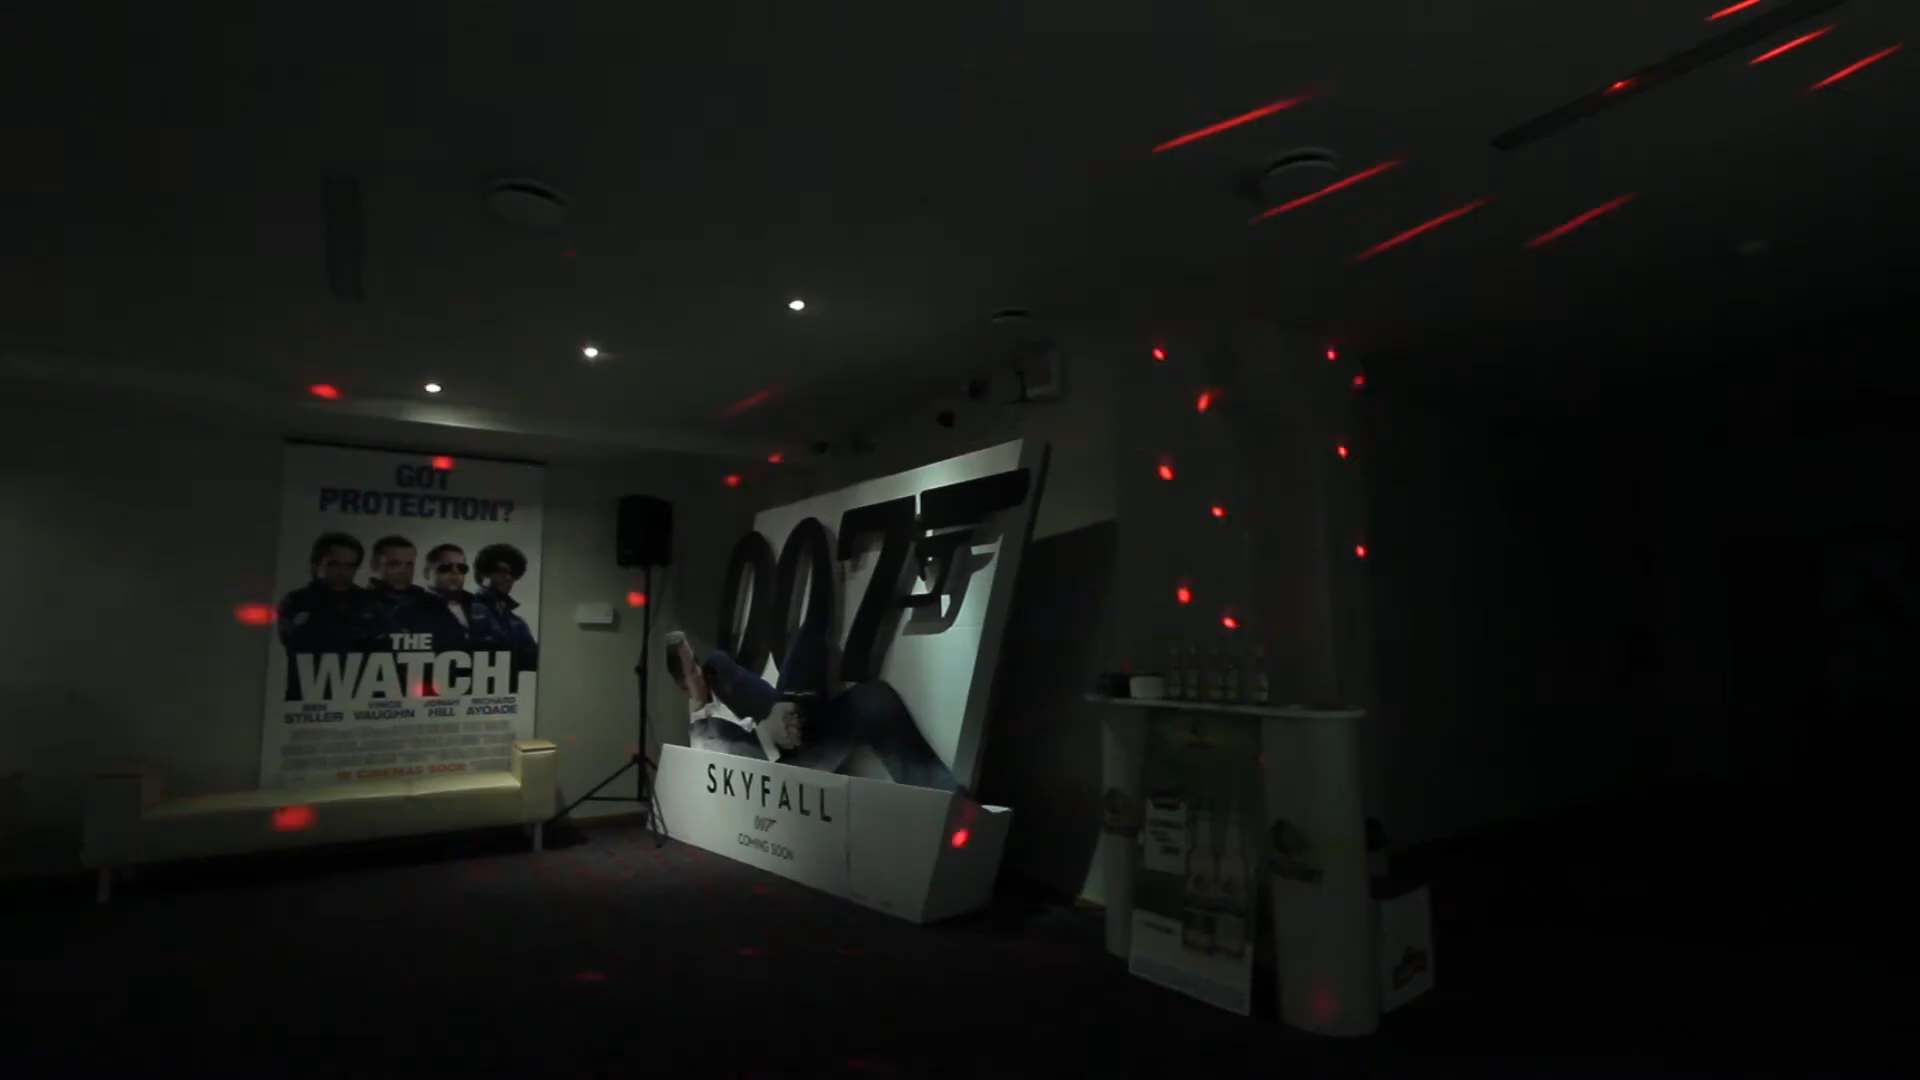 GOT
PROTECTION?
THE
WATCH
BEN VINCE JONAH RICHARD
STILLER VAUGHN HILL AYOADE
IN CINEMAS SOON
007
SKYFALL
007
COMING SOON